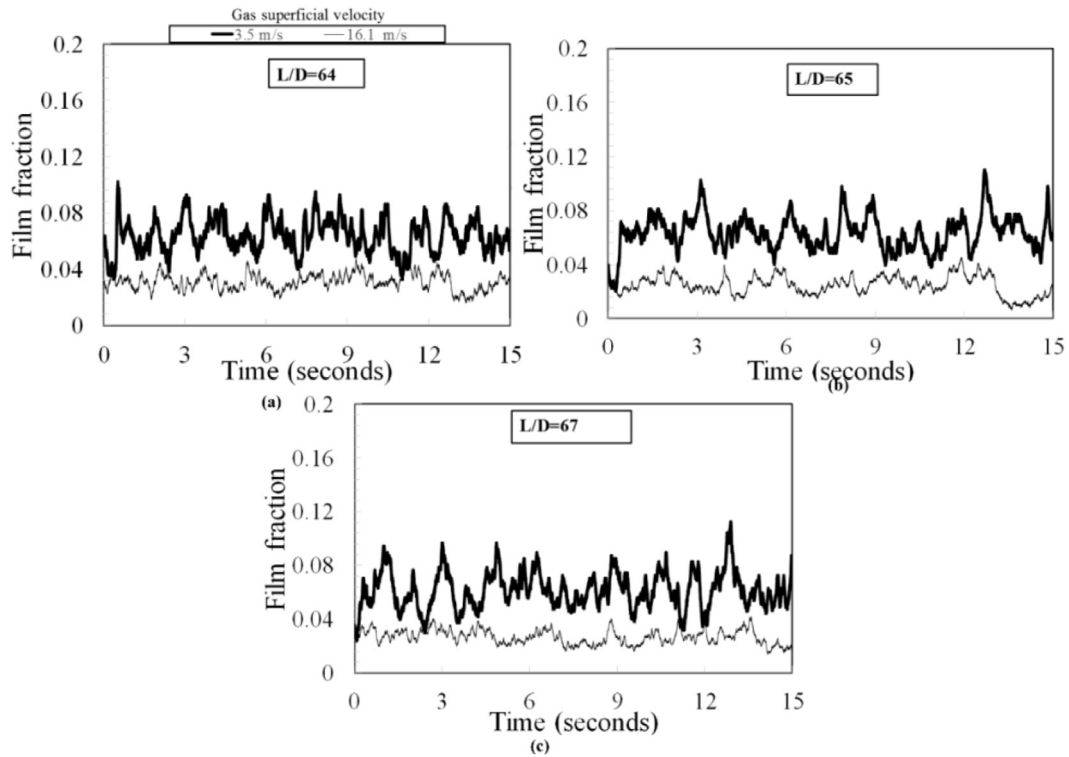 Gas superficial velocity
3.5 m/s 16.1 m/s
L/D=64
0.2
0.16
0.12
0.08
0.04
0
Film fraction
0 3 6 9 12 15
Time (seconds)
(a)
L/D=65
0.2
0.16
0.12
0.08
0.04
0
Film fraction
0 3 6 9 12 15
Time (seconds)
(b)
L/D=67
0.2
0.16
0.12
0.08
0.04
0
Film fraction
0 3 6 9 12 15
Time (seconds)
(c)